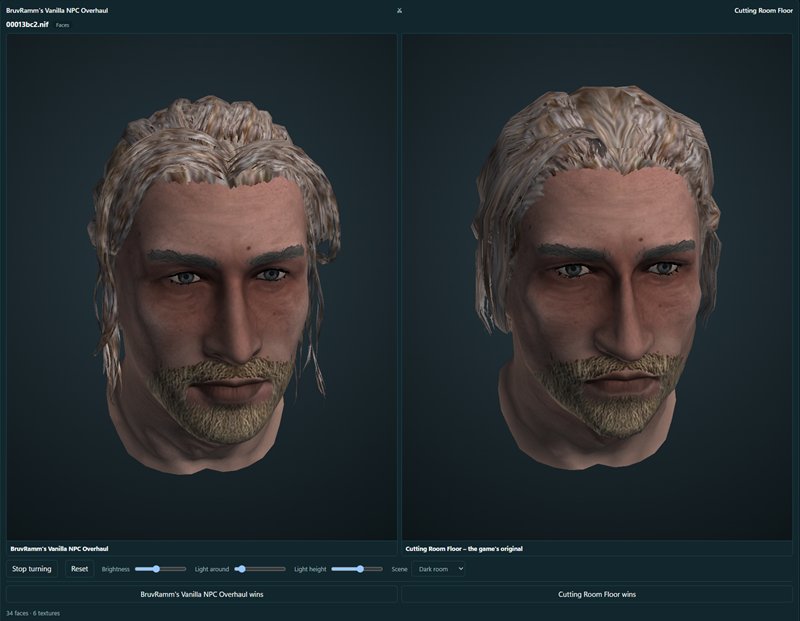 BruvRamm's Vanilla NPC Overhaul
Cutting Room Floor
00013bc2.nif Faces
BruvRamm's Vanilla NPC Overhaul
Cutting Room Floor – the game's original
Stop turning Reset Brightness Light around Light height Scene Dark room
BruvRamm's Vanilla NPC Overhaul wins
Cutting Room Floor wins
34 faces · 6 textures